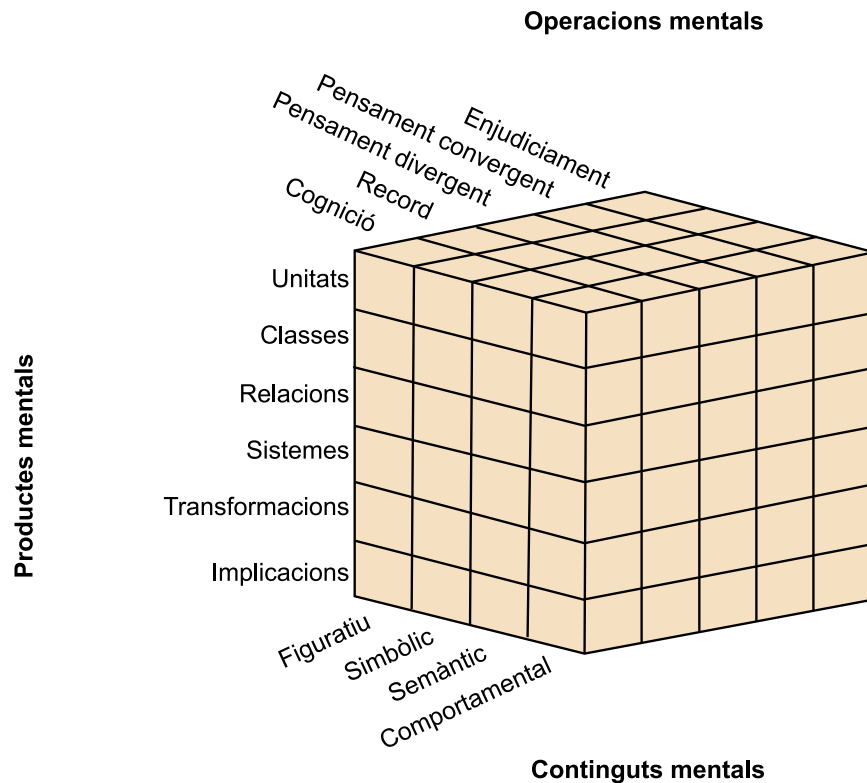 Operacions mentals
Enjudiciament
Pensament convergent
Pensament divergent
Record
Cognició
Productes mentals
Unitats
Classes
Relacions
Sistemes
Transformacions
Implicacions
Figuratiu
Simbòlic
Semàntic
Comportamental
Continguts mentals